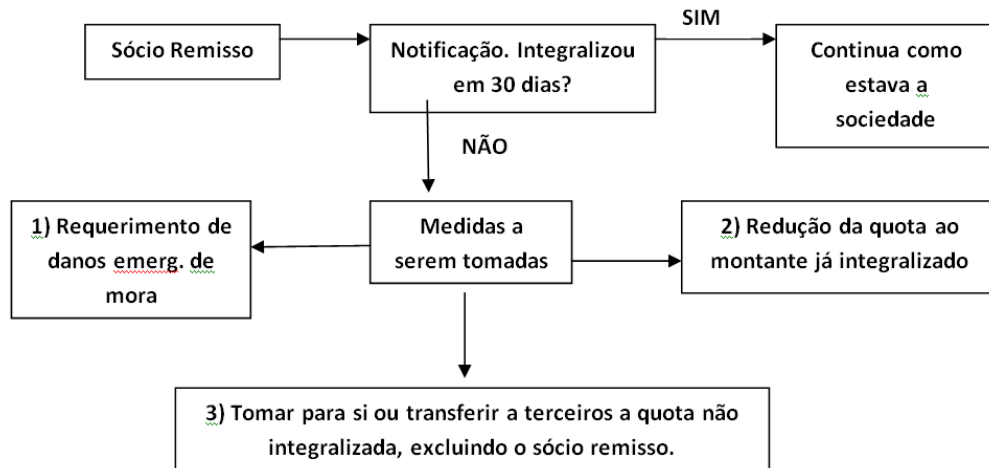 Sócio Remisso
Notificação. Integralizou
em 30 dias?
SIM
Continua como
estava a
sociedade
NÃO
1) Requerimento de
danos emerg. de
mora
Medidas a
serem tomadas
2) Redução da quota ao
montante já integralizado
3) Tomar para si ou transferir a terceiros a quota não
integralizada, excluindo o sócio remisso.